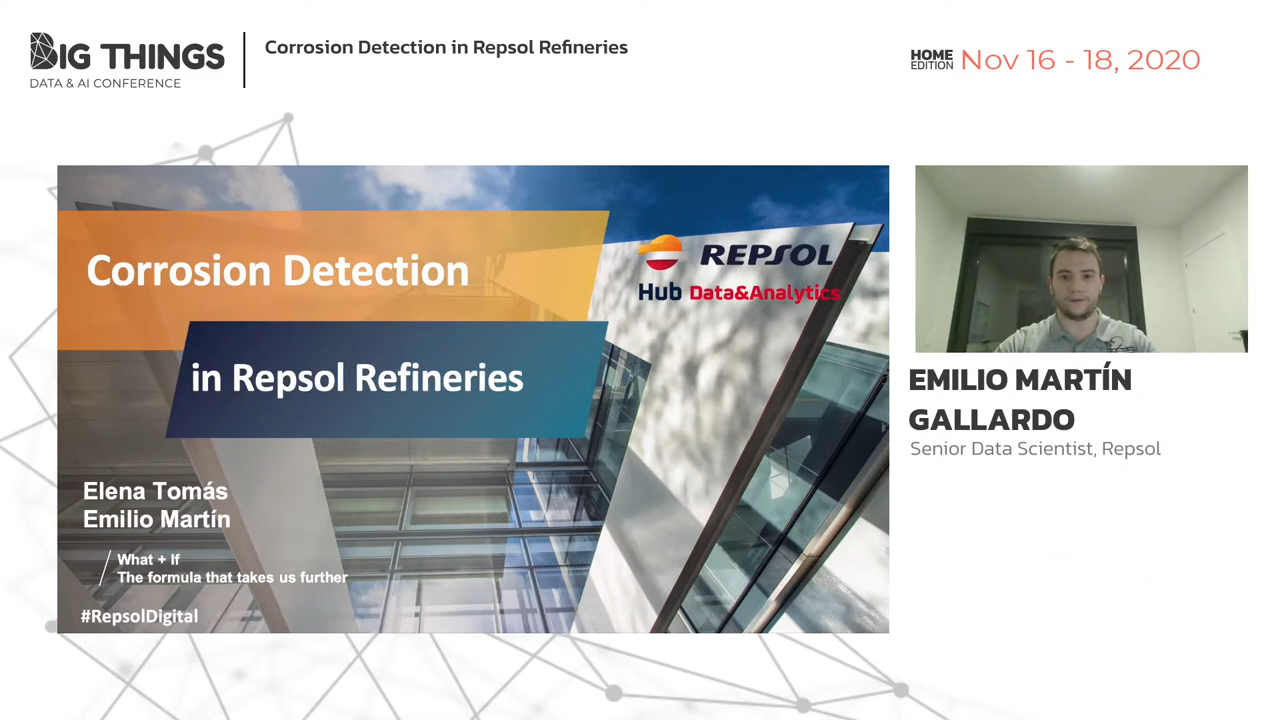 BIG THINGS
DATA & AI CONFERENCE
Corrosion Detection in Repsol Refineries
HOME
EDITION
Nov 16 - 18, 2020
Corrosion Detection
in Repsol Refineries
REPSOL
Hub Data&Analytics
Elena Tomás
Emilio Martín
What + If
The formula that takes us further
#RepsolDigital
EMILIO MARTÍN
GALLARDO
Senior Data Scientist, Repsol